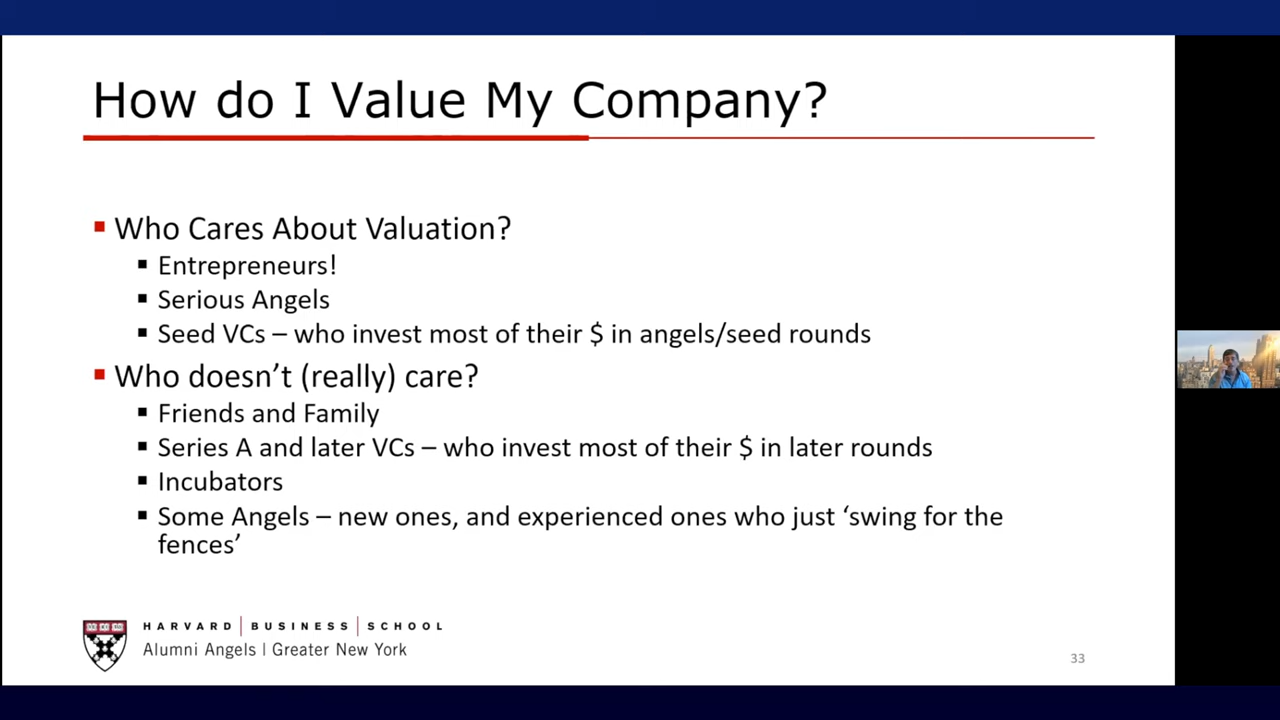 How do I Value My Company?
▪ Who Cares About Valuation?
▪ Entrepreneurs!
▪ Serious Angels
▪ Seed VCs – who invest most of their $ in angels/seed rounds
▪ Who doesn’t (really) care?
▪ Friends and Family
▪ Series A and later VCs – who invest most of their $ in later rounds
▪ Incubators
▪ Some Angels – new ones, and experienced ones who just ‘swing for the
fences’
HARVARD | BUSINESS | SCHOOL
Alumni Angels | Greater New York
33